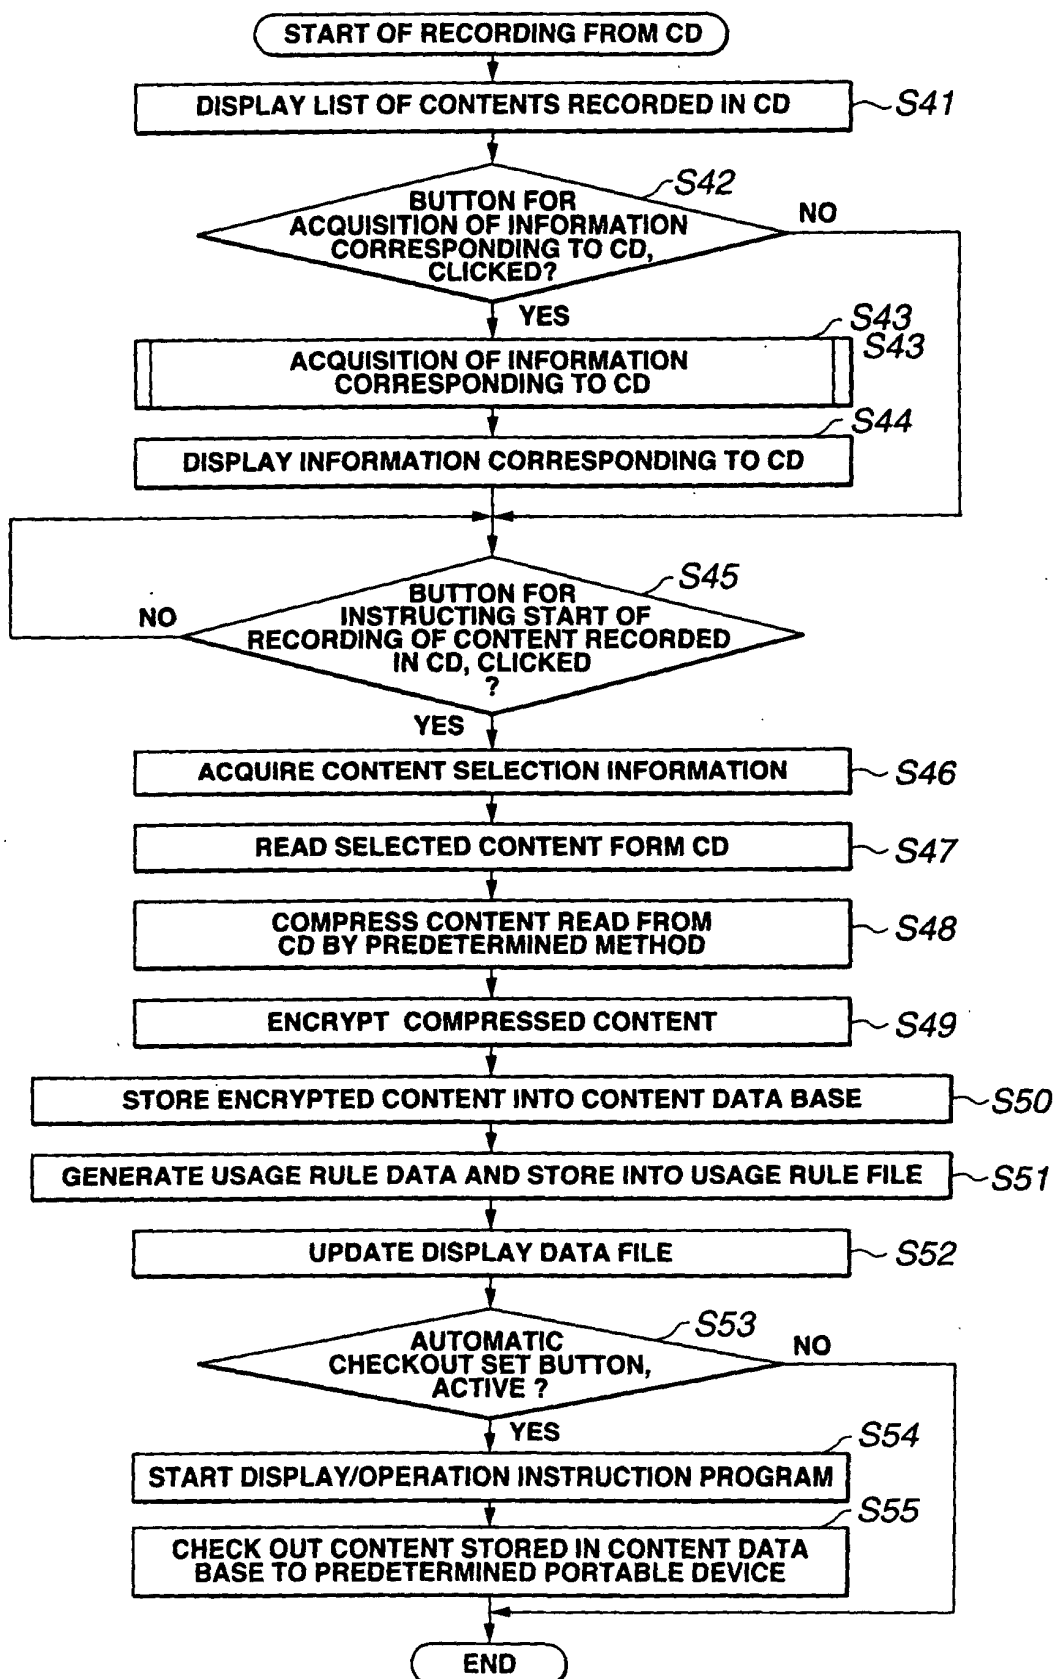 START OF RECORDING FROM CD
DISPLAY LIST OF CONTENTS RECORDED IN CD
S41
S42
BUTTON FOR
ACQUISITION OF INFORMATION
CORRESPONDING TO CD,
CLICKED?
NO
YES
S43
S43
ACQUISITION OF INFORMATION
CORRESPONDING TO CD
S44
DISPLAY INFORMATION CORRESPONDING TO CD
S45
BUTTON FOR
INSTRUCTING START OF
RECORDING OF CONTENT RECORDED
IN CD, CLICKED
?
NO
YES
ACQUIRE CONTENT SELECTION INFORMATION
S46
READ SELECTED CONTENT FORM CD
S47
COMPRESS CONTENT READ FROM
CD BY PREDETERMINED METHOD
S48
ENCRYPT COMPRESSED CONTENT
S49
STORE ENCRYPTED CONTENT INTO CONTENT DATA BASE
S50
GENERATE USAGE RULE DATA AND STORE INTO USAGE RULE FILE
S51
UPDATE DISPLAY DATA FILE
S52
S53
AUTOMATIC
CHECKOUT SET BUTTON,
ACTIVE ?
NO
YES
S54
START DISPLAY/OPERATION INSTRUCTION PROGRAM
S55
CHECK OUT CONTENT STORED IN CONTENT DATA
BASE TO PREDETERMINED PORTABLE DEVICE
END